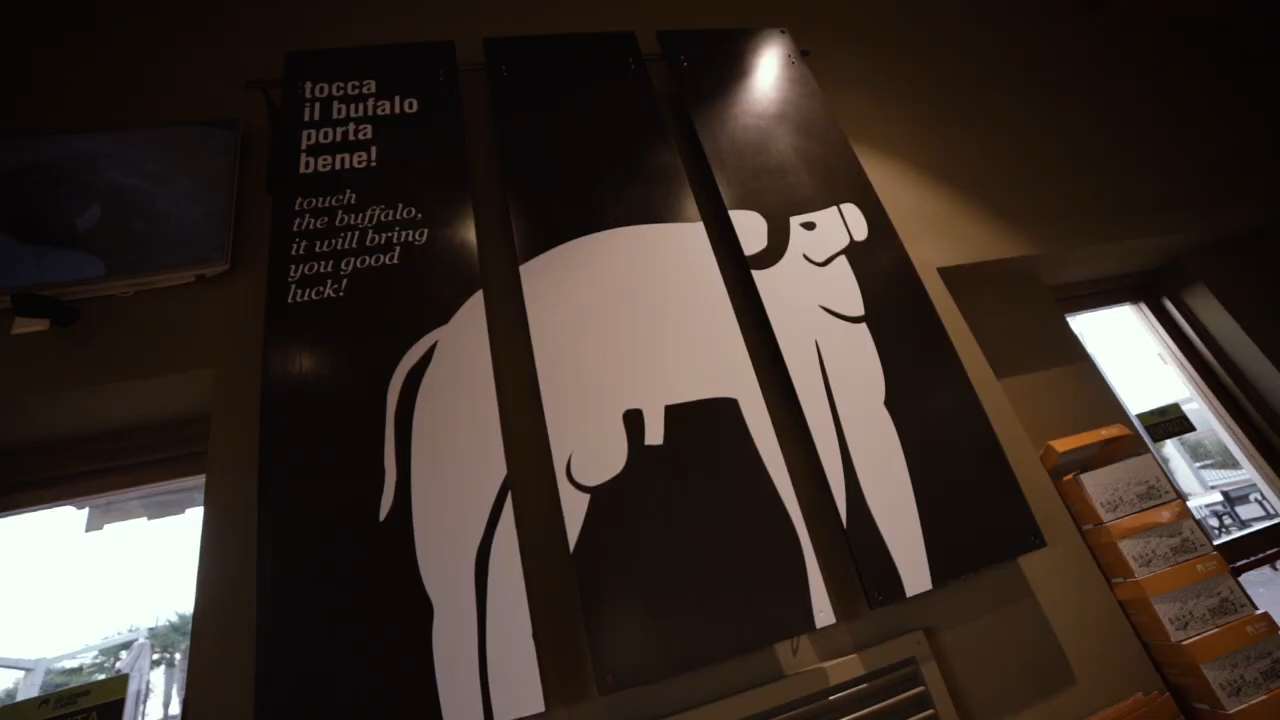 tocca
il bufalo
porta
bene!
touch
the buffalo,
it will bring
you good
luck!